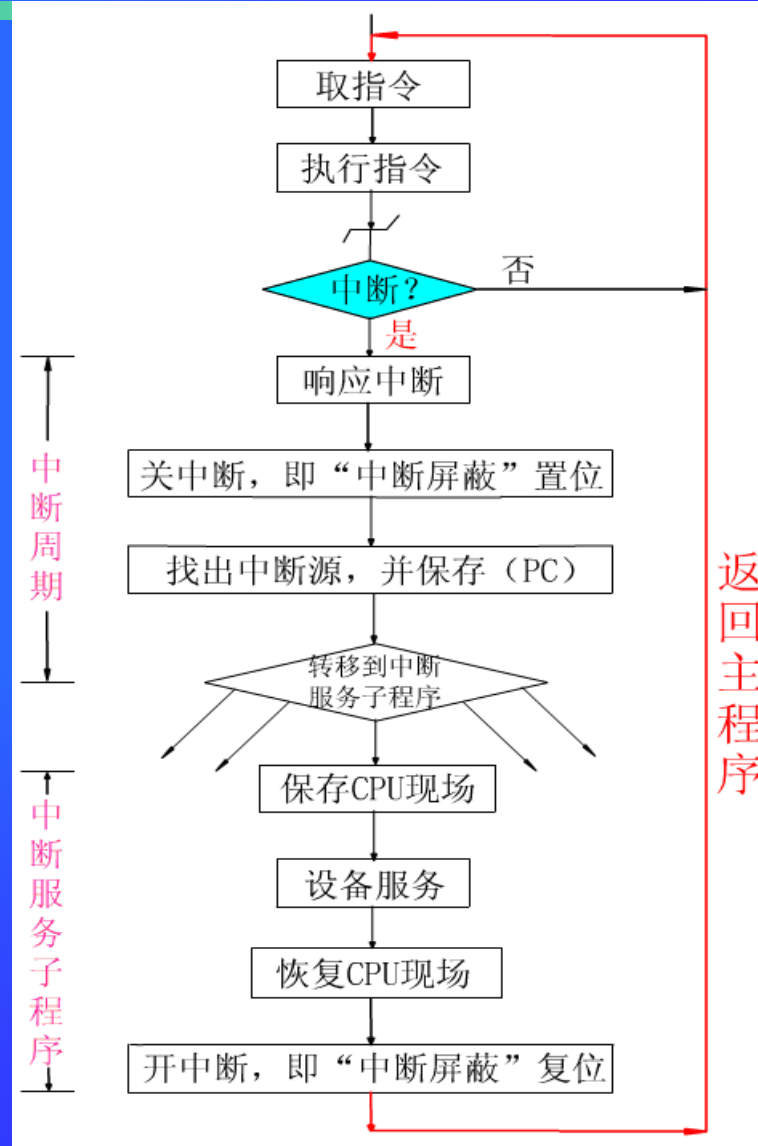 取指令
执行指令
中断？
否
是
响应中断
关中断，即“中断屏蔽”置位
找出中断源，并保存（PC）
转移到中断
服务子程序
保存CPU现场
设备服务
恢复CPU现场
开中断，即“中断屏蔽”复位
中断周期
中断服务子程序
返回主程序